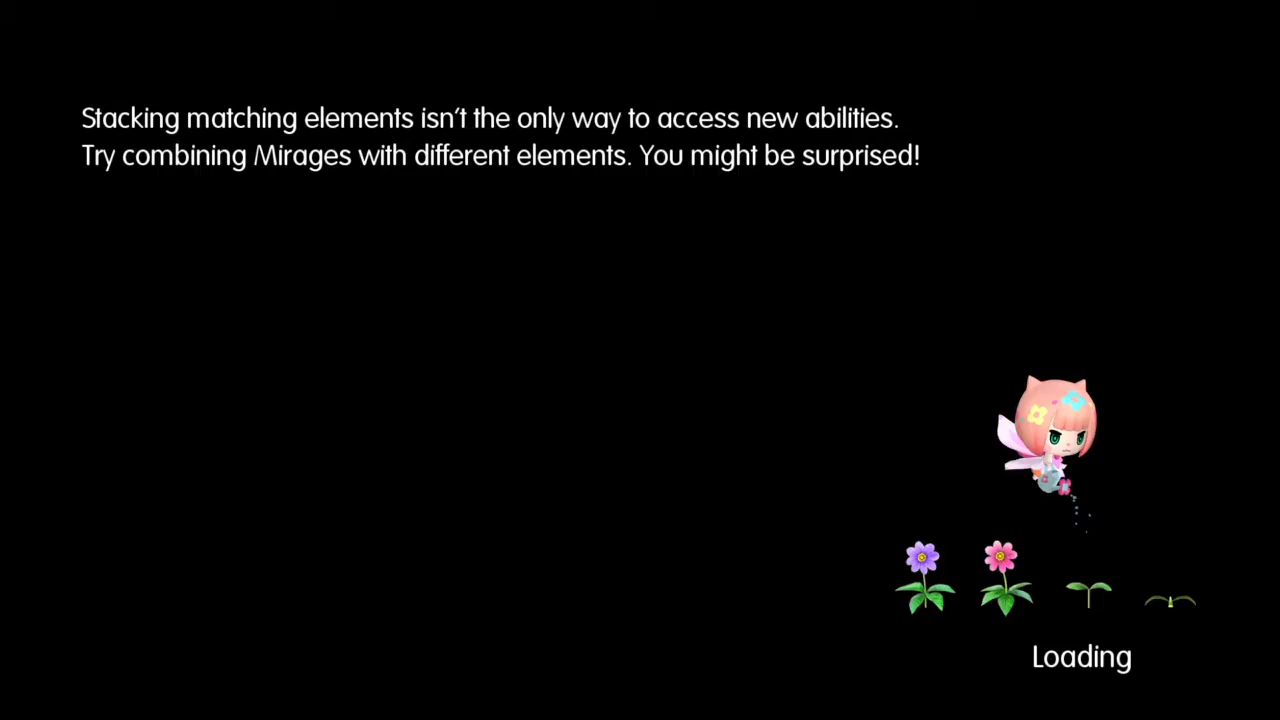 Stacking matching elements isn't the only way to access new abilities.
Try combining Mirages with different elements. You might be surprised!
Loading